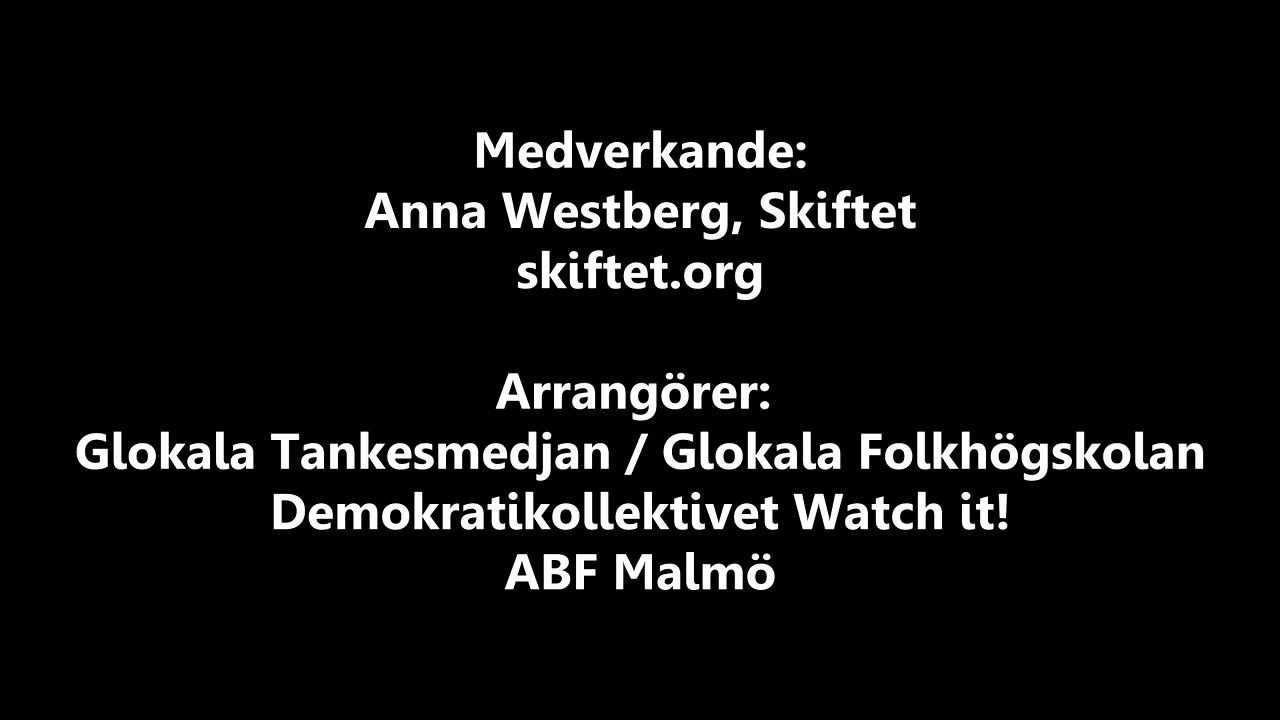 Medverkande:
Anna Westberg, Skiftet
skiftet.org
Arrangörer:
Glokala Tankesmedjan / Glokala Folkhögskolan
Demokratikollektivet Watch it!
ABF Malmö